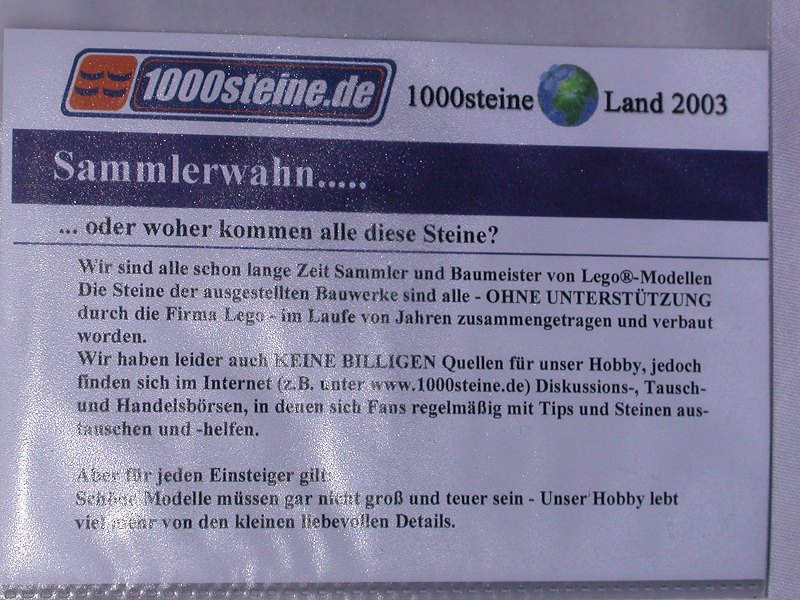 1000steine.de 1000steine Land 2003
Sammlerwahn.....
... oder woher kommen alle diese Steine?
Wir sind alle schon lange Zeit Sammler und Baumeister von Lego®-Modellen
Die Steine der ausgestellten Bauwerke sind alle - OHNE UNTERSTÜTZUNG
durch die Firma Lego - im Laufe von Jahren zusammengetragen und verbaut
worden.
Wir haben leider auch KEINE BILLIGEN Quellen für unser Hobby, jedoch
finden sich im Internet (z.B. unter www.1000steine.de) Diskussions-, Tausch-
und Handelsbörsen, in denen sich Fans regelmäßig mit Tips und Steinen aus-
tauschen und -helfen.
Aber für jeden Einsteiger gilt:
Schöne Modelle müssen gar nicht groß und teuer sein - Unser Hobby lebt
viel mehr von den kleinen liebevollen Details.